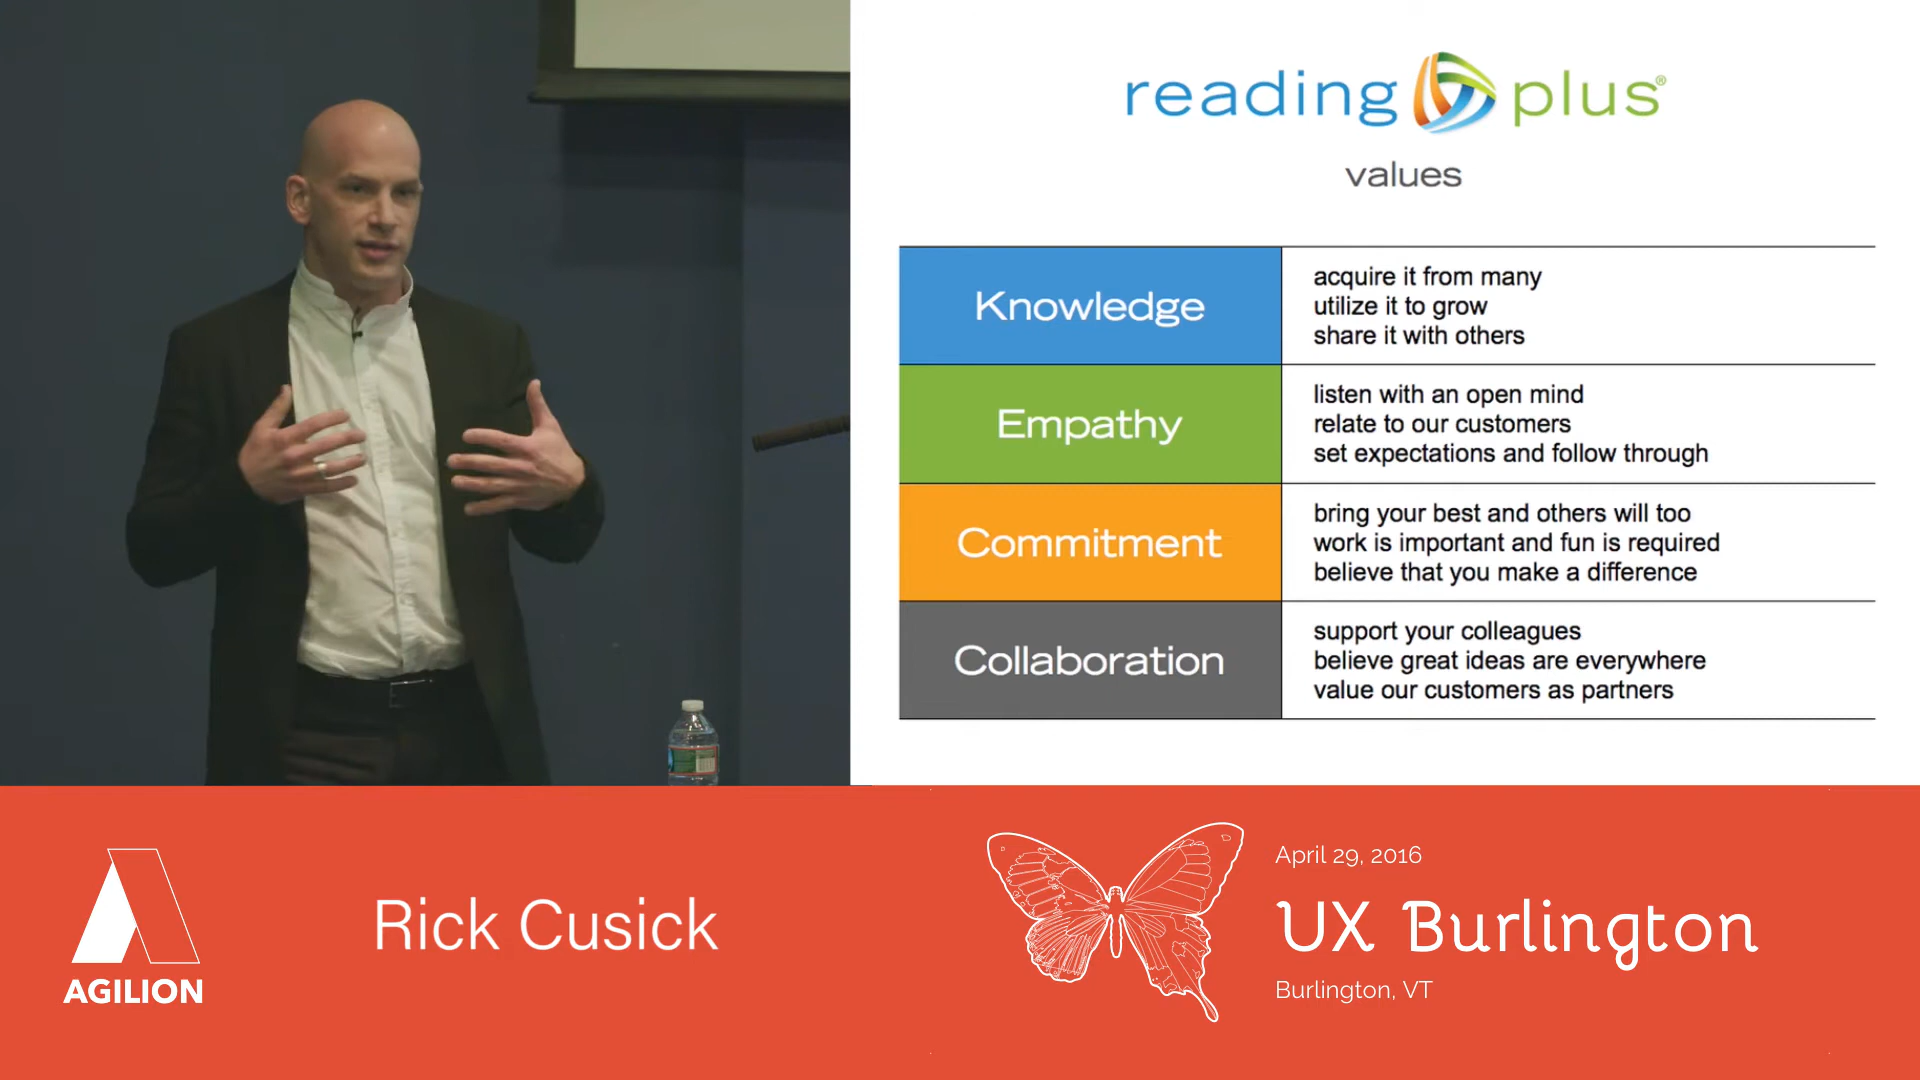 reading plus®
values
Knowledge
acquire it from many
utilize it to grow
share it with others
Empathy
listen with an open mind
relate to our customers
set expectations and follow through
Commitment
bring your best and others will too
work is important and fun is required
believe that you make a difference
Collaboration
support your colleagues
believe great ideas are everywhere
value our customers as partners
AGILION
Rick Cusick
April 29, 2016
UX Burlington
Burlington, VT